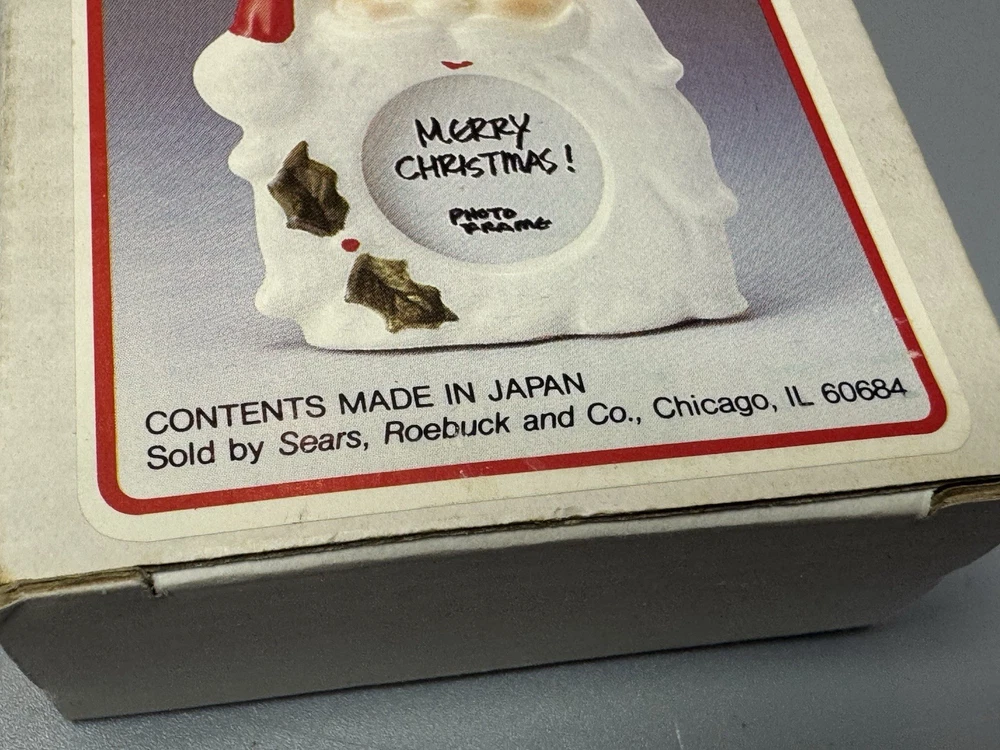 MERRY
CHRISTMAS!
PHOTO
FRAME
CONTENTS MADE IN JAPAN
Sold by Sears, Roebuck and Co., Chicago, IL 60684